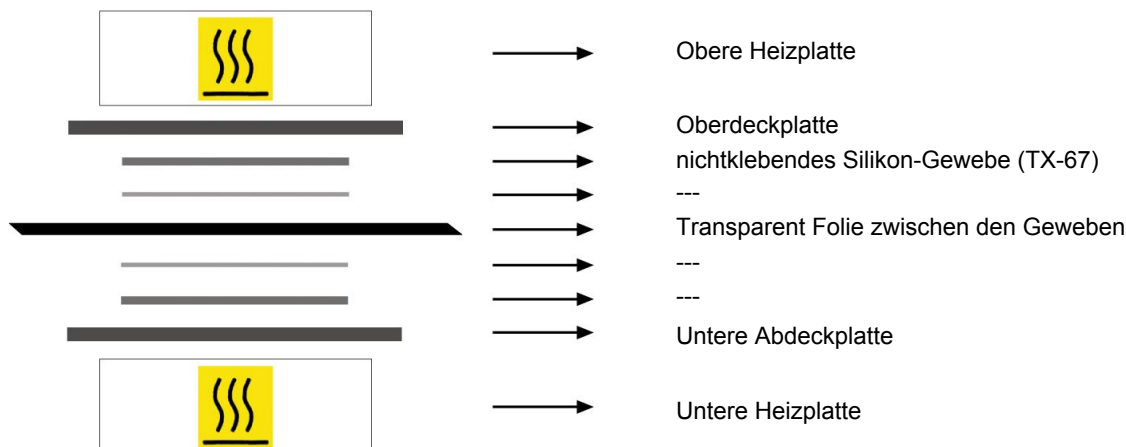 Obere Heizplatte
Oberdeckplatte
nichtklebendes Silikon-Gewebe (TX-67)
---
Transparent Folie zwischen den Geweben
---
---
Untere Abdeckplatte
Untere Heizplatte